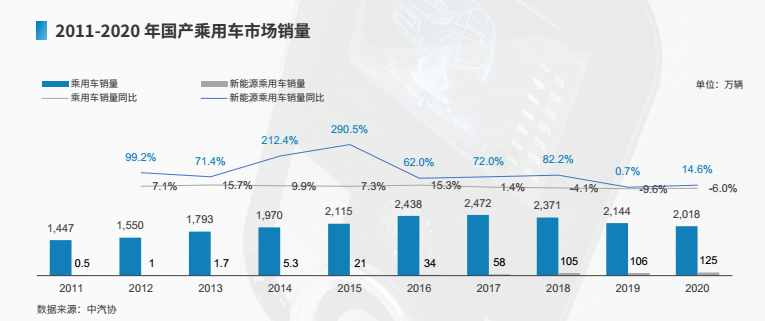 2011-2020 年国产乘用车市场销量
乘用车销量 新能源乘用车销量
乘用车销量同比 新能源乘用车销量同比
单位：万辆
99.2% 71.4% 212.4% 290.5% 62.0% 72.0% 82.2% 0.7% 14.6%
7.1% 15.7% 9.9% 7.3% 15.3% 1.4% -4.1% -9.6% -6.0%
1,447 1,550 1,793 1,970 2,115 2,438 2,472 2,371 2,144 2,018
0.5 1 1.7 5.3 21 34 58 105 106 125
2011 2012 2013 2014 2015 2016 2017 2018 2019 2020
数据来源：中汽协